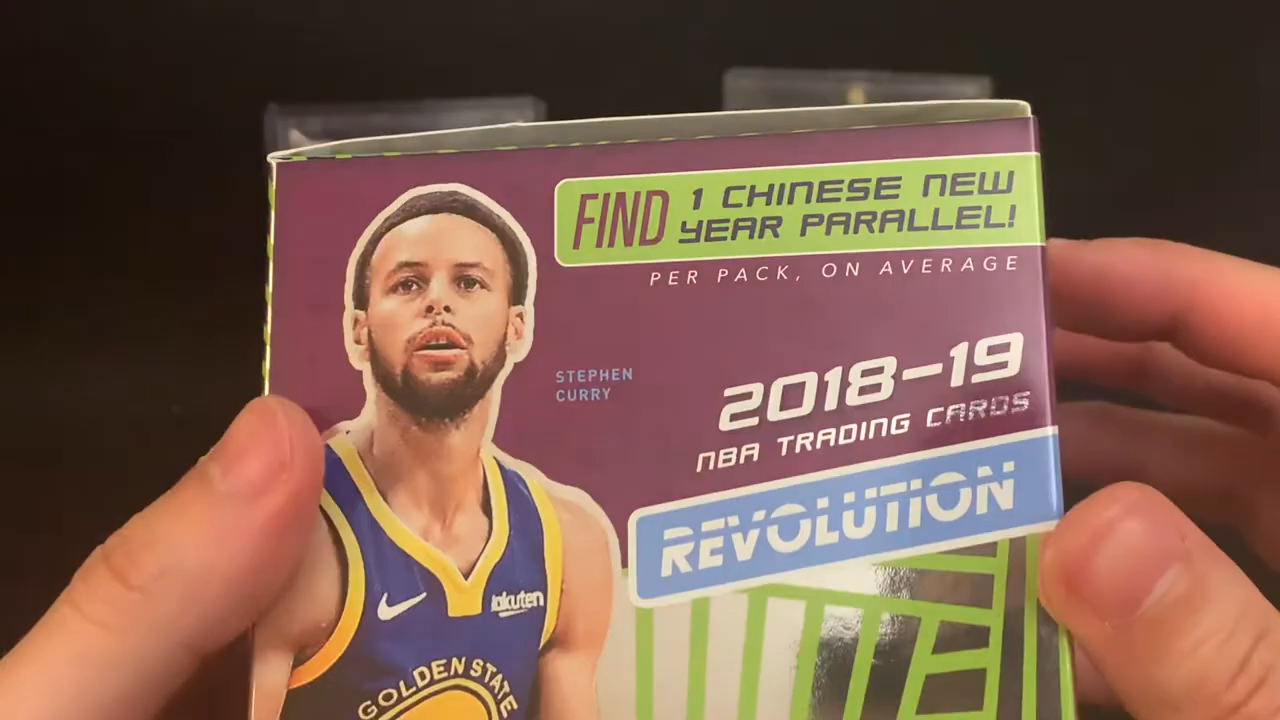 FIND 1 CHINESE NEW
YEAR PARALLEL!
PER PACK, ON AVERAGE
STEPHEN
CURRY
2018-19
NBA TRADING CARDS
REVOLUTION
Rakuten
GOLDEN STATE